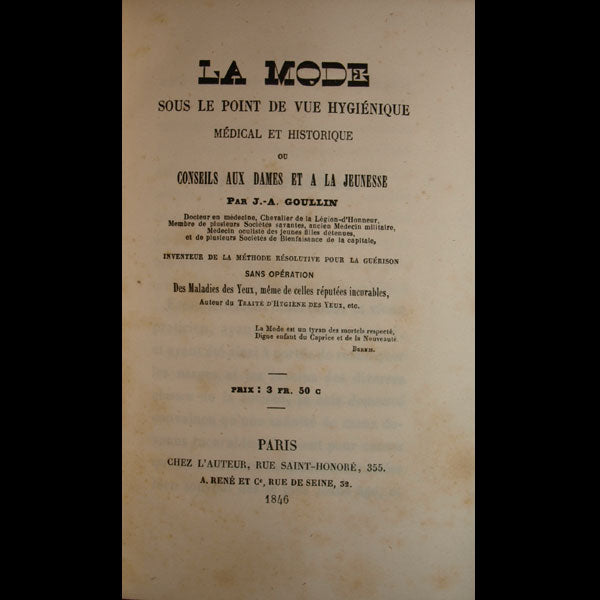 LA MODE
SOUS LE POINT DE VUE HYGIÉNIQUE
MÉDICAL ET HISTORIQUE
OU
CONSEILS AUX DAMES ET A LA JEUNESSE
PAR J.-A. GOULLIN
Docteur en médecine, Chevalier de la Légion-d'Honneur,
Membre de plusieurs Sociétés savantes, ancien Médecin militaire,
Médecin oculiste des jeunes filles détenues,
et de plusieurs Sociétés de Bienfaisance de la capitale,
INVENTEUR DE LA MÉTHODE RÉSOLUTIVE POUR LA GUÉRISON
SANS OPÉRATION
Des Maladies des Yeux, même de celles réputées incurables,
Auteur du TRAITÉ D'HYGIÈNE DES YEUX, etc.
La Mode est un tyran des mortels respecté,
Digne enfant du Caprice et de la Nouveauté.
PRIX : 3 FR. 50 C
PARIS
CHEZ L'AUTEUR, RUE SAINT-HONORÉ, 355.
A. RENÉ ET Ce, RUE DE SEINE, 32.
1846